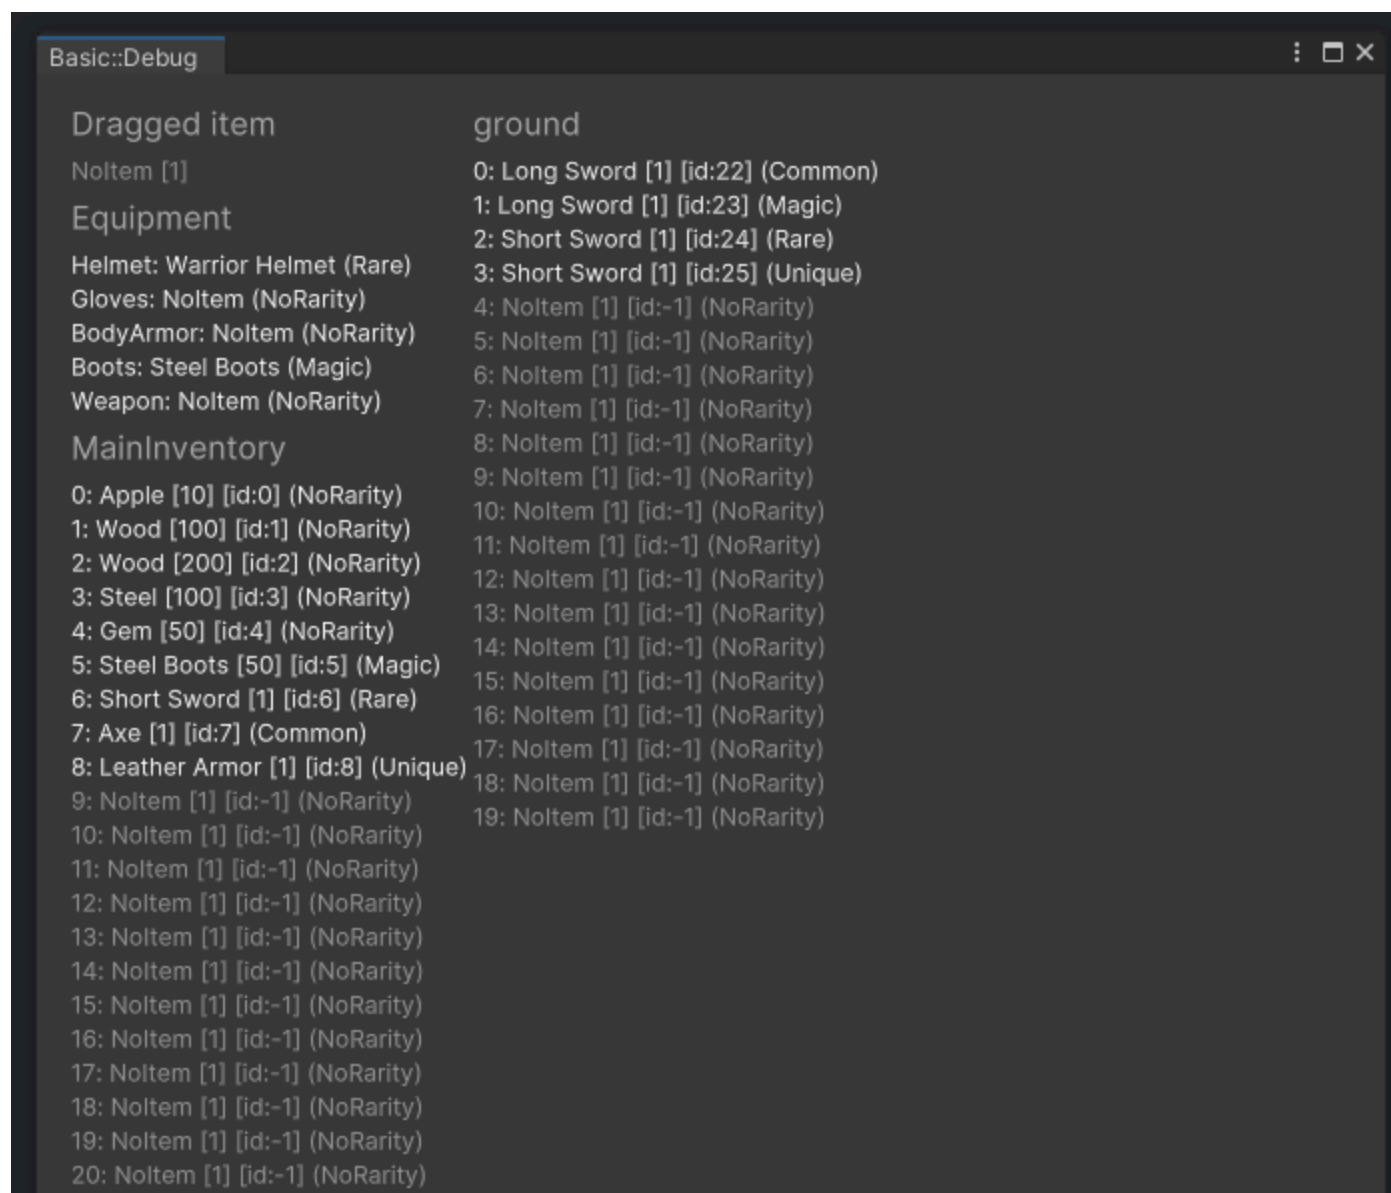 Basic::Debug
Dragged item
NoItem [1]
Equipment
Helmet: Warrior Helmet (Rare)
Gloves: NoItem (NoRarity)
BodyArmor: NoItem (NoRarity)
Boots: Steel Boots (Magic)
Weapon: NoItem (NoRarity)
MainInventory
0: Apple [10] [id:0] (NoRarity)
1: Wood [100] [id:1] (NoRarity)
2: Wood [200] [id:2] (NoRarity)
3: Steel [100] [id:3] (NoRarity)
4: Gem [50] [id:4] (NoRarity)
5: Steel Boots [50] [id:5] (Magic)
6: Short Sword [1] [id:6] (Rare)
7: Axe [1] [id:7] (Common)
8: Leather Armor [1] [id:8] (Unique)
9: NoItem [1] [id:-1] (NoRarity)
10: NoItem [1] [id:-1] (NoRarity)
11: NoItem [1] [id:-1] (NoRarity)
12: NoItem [1] [id:-1] (NoRarity)
13: NoItem [1] [id:-1] (NoRarity)
14: NoItem [1] [id:-1] (NoRarity)
15: NoItem [1] [id:-1] (NoRarity)
16: NoItem [1] [id:-1] (NoRarity)
17: NoItem [1] [id:-1] (NoRarity)
18: NoItem [1] [id:-1] (NoRarity)
19: NoItem [1] [id:-1] (NoRarity)
20: NoItem [1] [id:-1] (NoRarity)
ground
0: Long Sword [1] [id:22] (Common)
1: Long Sword [1] [id:23] (Magic)
2: Short Sword [1] [id:24] (Rare)
3: Short Sword [1] [id:25] (Unique)
4: NoItem [1] [id:-1] (NoRarity)
5: NoItem [1] [id:-1] (NoRarity)
6: NoItem [1] [id:-1] (NoRarity)
7: NoItem [1] [id:-1] (NoRarity)
8: NoItem [1] [id:-1] (NoRarity)
9: NoItem [1] [id:-1] (NoRarity)
10: NoItem [1] [id:-1] (NoRarity)
11: NoItem [1] [id:-1] (NoRarity)
12: NoItem [1] [id:-1] (NoRarity)
13: NoItem [1] [id:-1] (NoRarity)
14: NoItem [1] [id:-1] (NoRarity)
15: NoItem [1] [id:-1] (NoRarity)
16: NoItem [1] [id:-1] (NoRarity)
17: NoItem [1] [id:-1] (NoRarity)
18: NoItem [1] [id:-1] (NoRarity)
19: NoItem [1] [id:-1] (NoRarity)